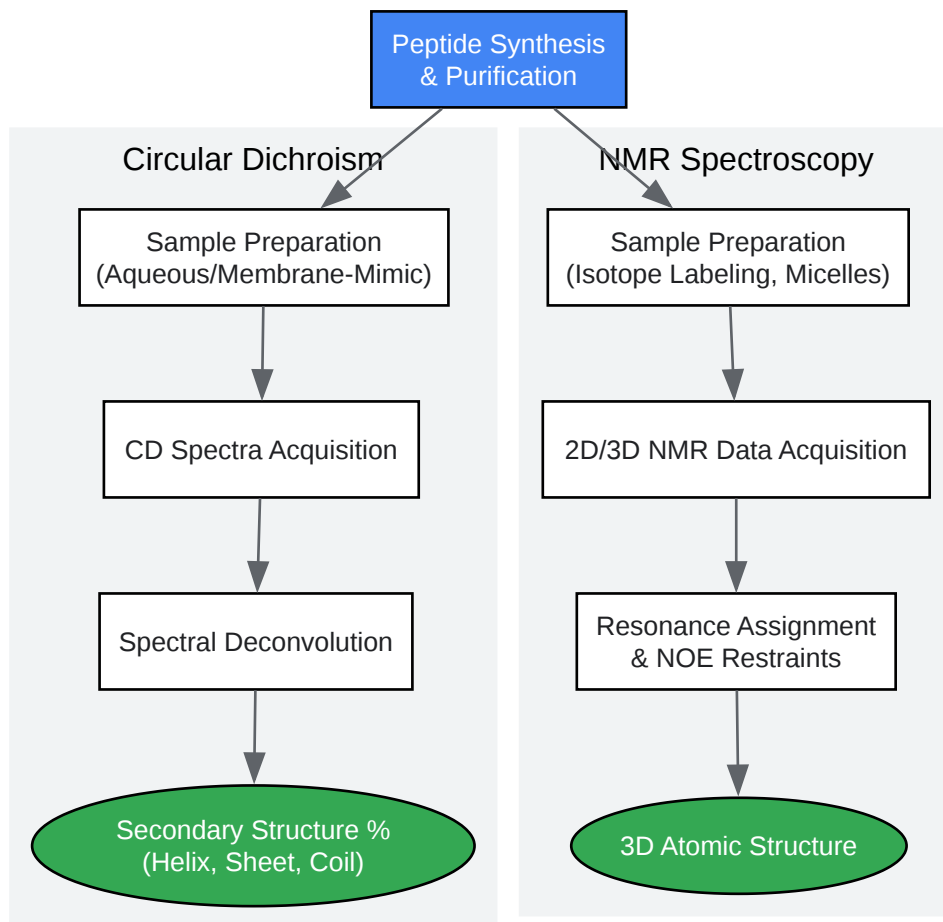 Peptide Synthesis
& Purification
Circular Dichroism
Sample Preparation
(Aqueous/Membrane-Mimic)
CD Spectra Acquisition
Spectral Deconvolution
Secondary Structure %
(Helix, Sheet, Coil)
NMR Spectroscopy
Sample Preparation
(Isotope Labeling, Micelles)
2D/3D NMR Data Acquisition
Resonance Assignment
& NOE Restraints
3D Atomic Structure